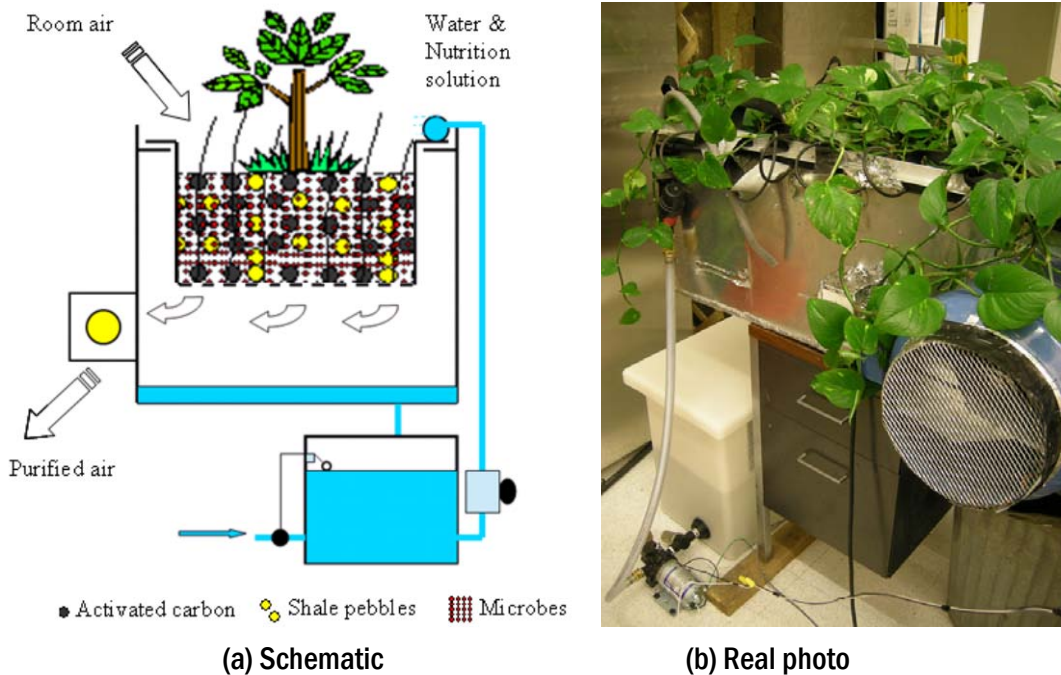 Room air
Water &
Nutrition
solution
Purified air
Activated carbon
Shale pebbles
Microbes
(a) Schematic
(b) Real photo